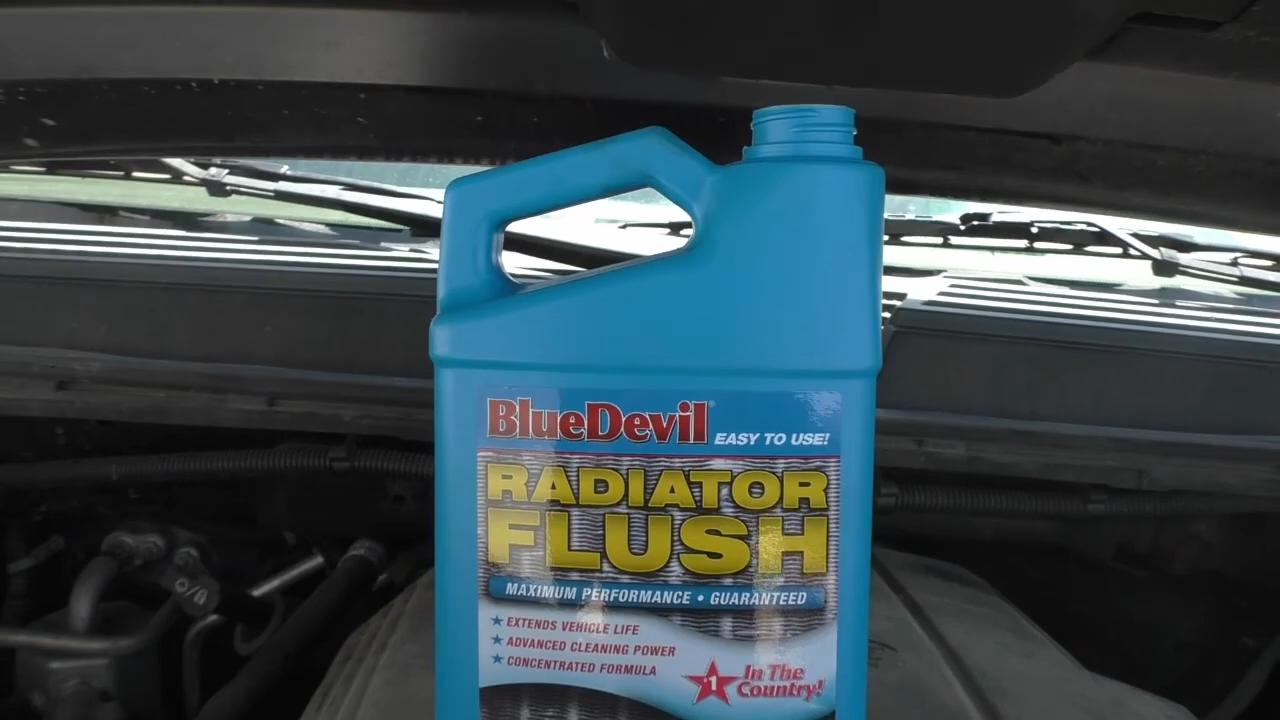 BlueDevil®
EASY TO USE!
RADIATOR
FLUSH
MAXIMUM PERFORMANCE • GUARANTEED
★ EXTENDS VEHICLE LIFE
★ ADVANCED CLEANING POWER
★ CONCENTRATED FORMULA
#1 In The
Country!